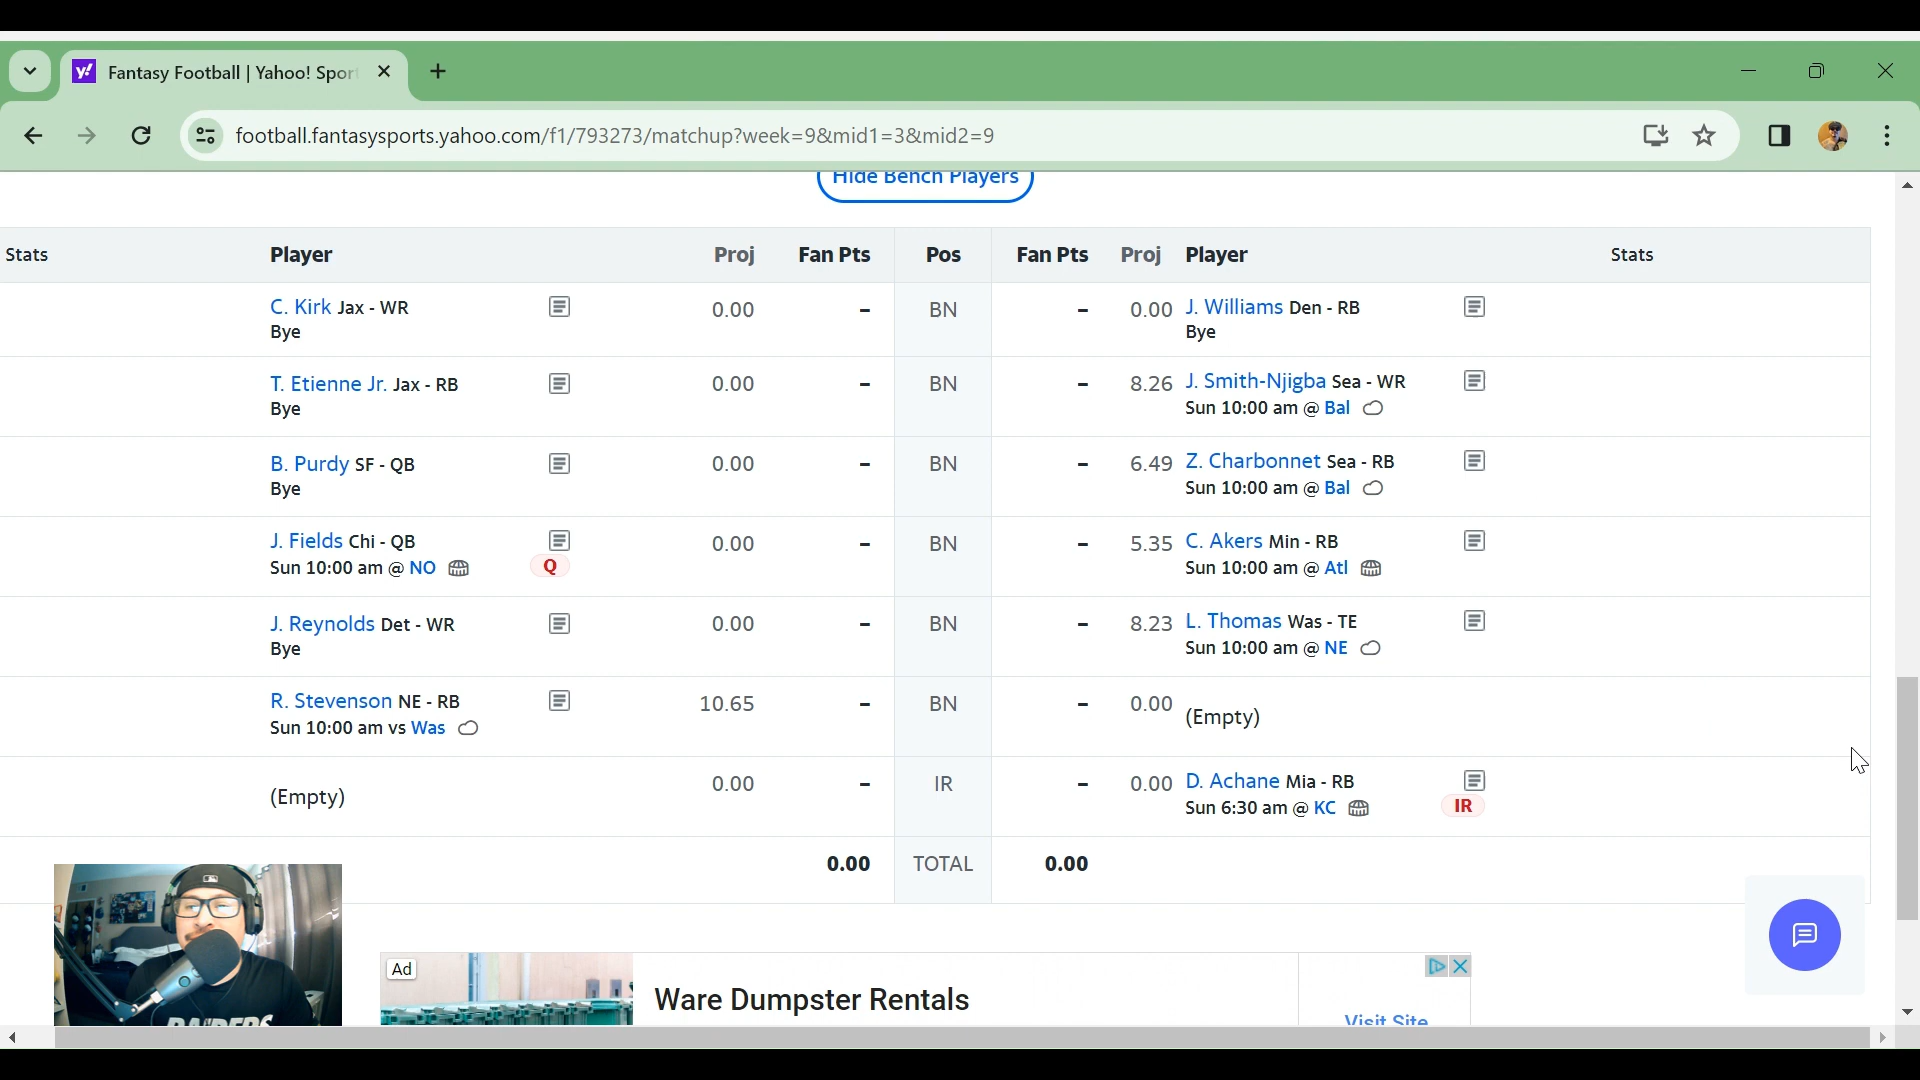 Fantasy Football | Yahoo! Spor
football.fantasysports.yahoo.com/f1/793273/matchup?week=9&mid1=3&mid2=9
Hide Bench Players
Stats Player Proj Fan Pts Pos Fan Pts Proj Player Stats
C. Kirk Jax - WR 0.00 – BN – 0.00 J. Williams Den - RB
Bye Bye
T. Etienne Jr. Jax - RB 0.00 – BN – 8.26 J. Smith-Njigba Sea - WR
Bye Sun 10:00 am @ Bal
B. Purdy SF - QB 0.00 – BN – 6.49 Z. Charbonnet Sea - RB
Bye Sun 10:00 am @ Bal
J. Fields Chi - QB 0.00 – BN – 5.35 C. Akers Min - RB
Sun 10:00 am @ NO Q Sun 10:00 am @ Atl
J. Reynolds Det - WR 0.00 – BN – 8.23 L. Thomas Was - TE
Bye Sun 10:00 am @ NE
R. Stevenson NE - RB 10.65 – BN – 0.00 (Empty)
Sun 10:00 am vs Was
(Empty) 0.00 – IR – 0.00 D. Achane Mia - RB
Sun 6:30 am @ KC IR
0.00 TOTAL 0.00
RAIDERS
Ad
Ware Dumpster Rentals
Visit Site